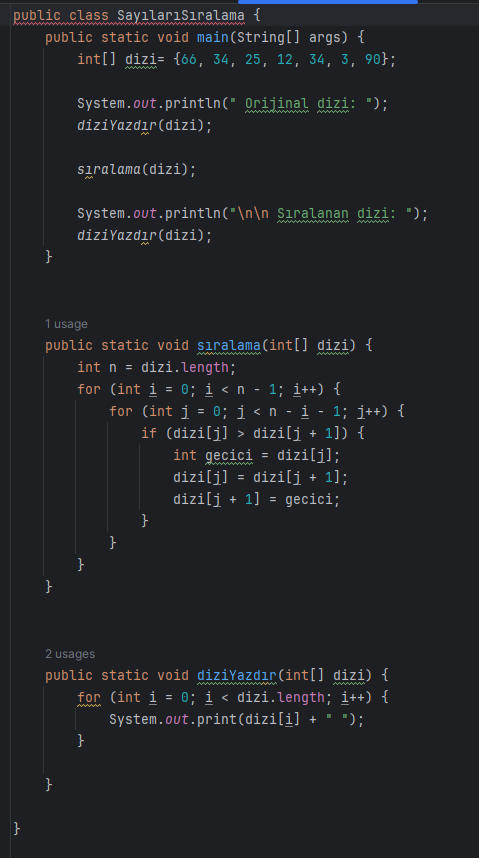 public class SayılarıSıralama {
    public static void main(String[] args) {
        int[] dizi= {66, 34, 25, 12, 34, 3, 90};
        System.out.println(" Orijinal dizi: ");
        diziYazdır(dizi);
        sıralama(dizi);
        System.out.println("\n\n Sıralanan dizi: ");
        diziYazdır(dizi);
    }
    1 usage
    public static void sıralama(int[] dizi) {
        int n = dizi.length;
        for (int i = 0; i < n - 1; i++) {
            for (int j = 0; j < n - i - 1; j++) {
                if (dizi[j] > dizi[j + 1]) {
                    int gecici = dizi[j];
                    dizi[j] = dizi[j + 1];
                    dizi[j + 1] = gecici;
                }
            }
        }
    }
    2 usages
    public static void diziYazdır(int[] dizi) {
        for (int i = 0; i < dizi.length; i++) {
            System.out.print(dizi[i] + " ");
        }
    }
}